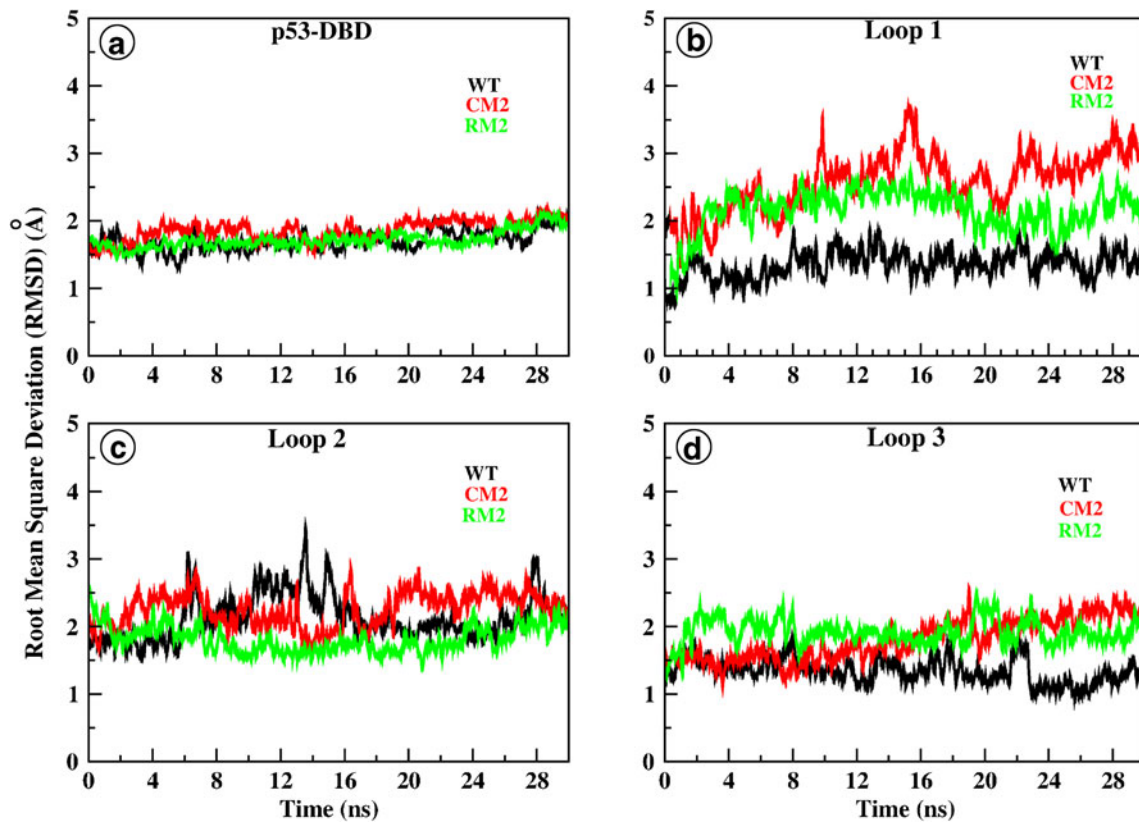 Root Mean Square Deviation (RMSD) (Å)
a
p53-DBD
WT
CM2
RM2
5
4
3
2
1
0
0 4 8 12 16 20 24 28
b
Loop 1
WT
CM2
RM2
5
4
3
2
1
0
0 4 8 12 16 20 24 28
c
Loop 2
WT
CM2
RM2
5
4
3
2
1
0
0 4 8 12 16 20 24 28
Time (ns)
d
Loop 3
WT
CM2
RM2
5
4
3
2
1
0
0 4 8 12 16 20 24 28
Time (ns)